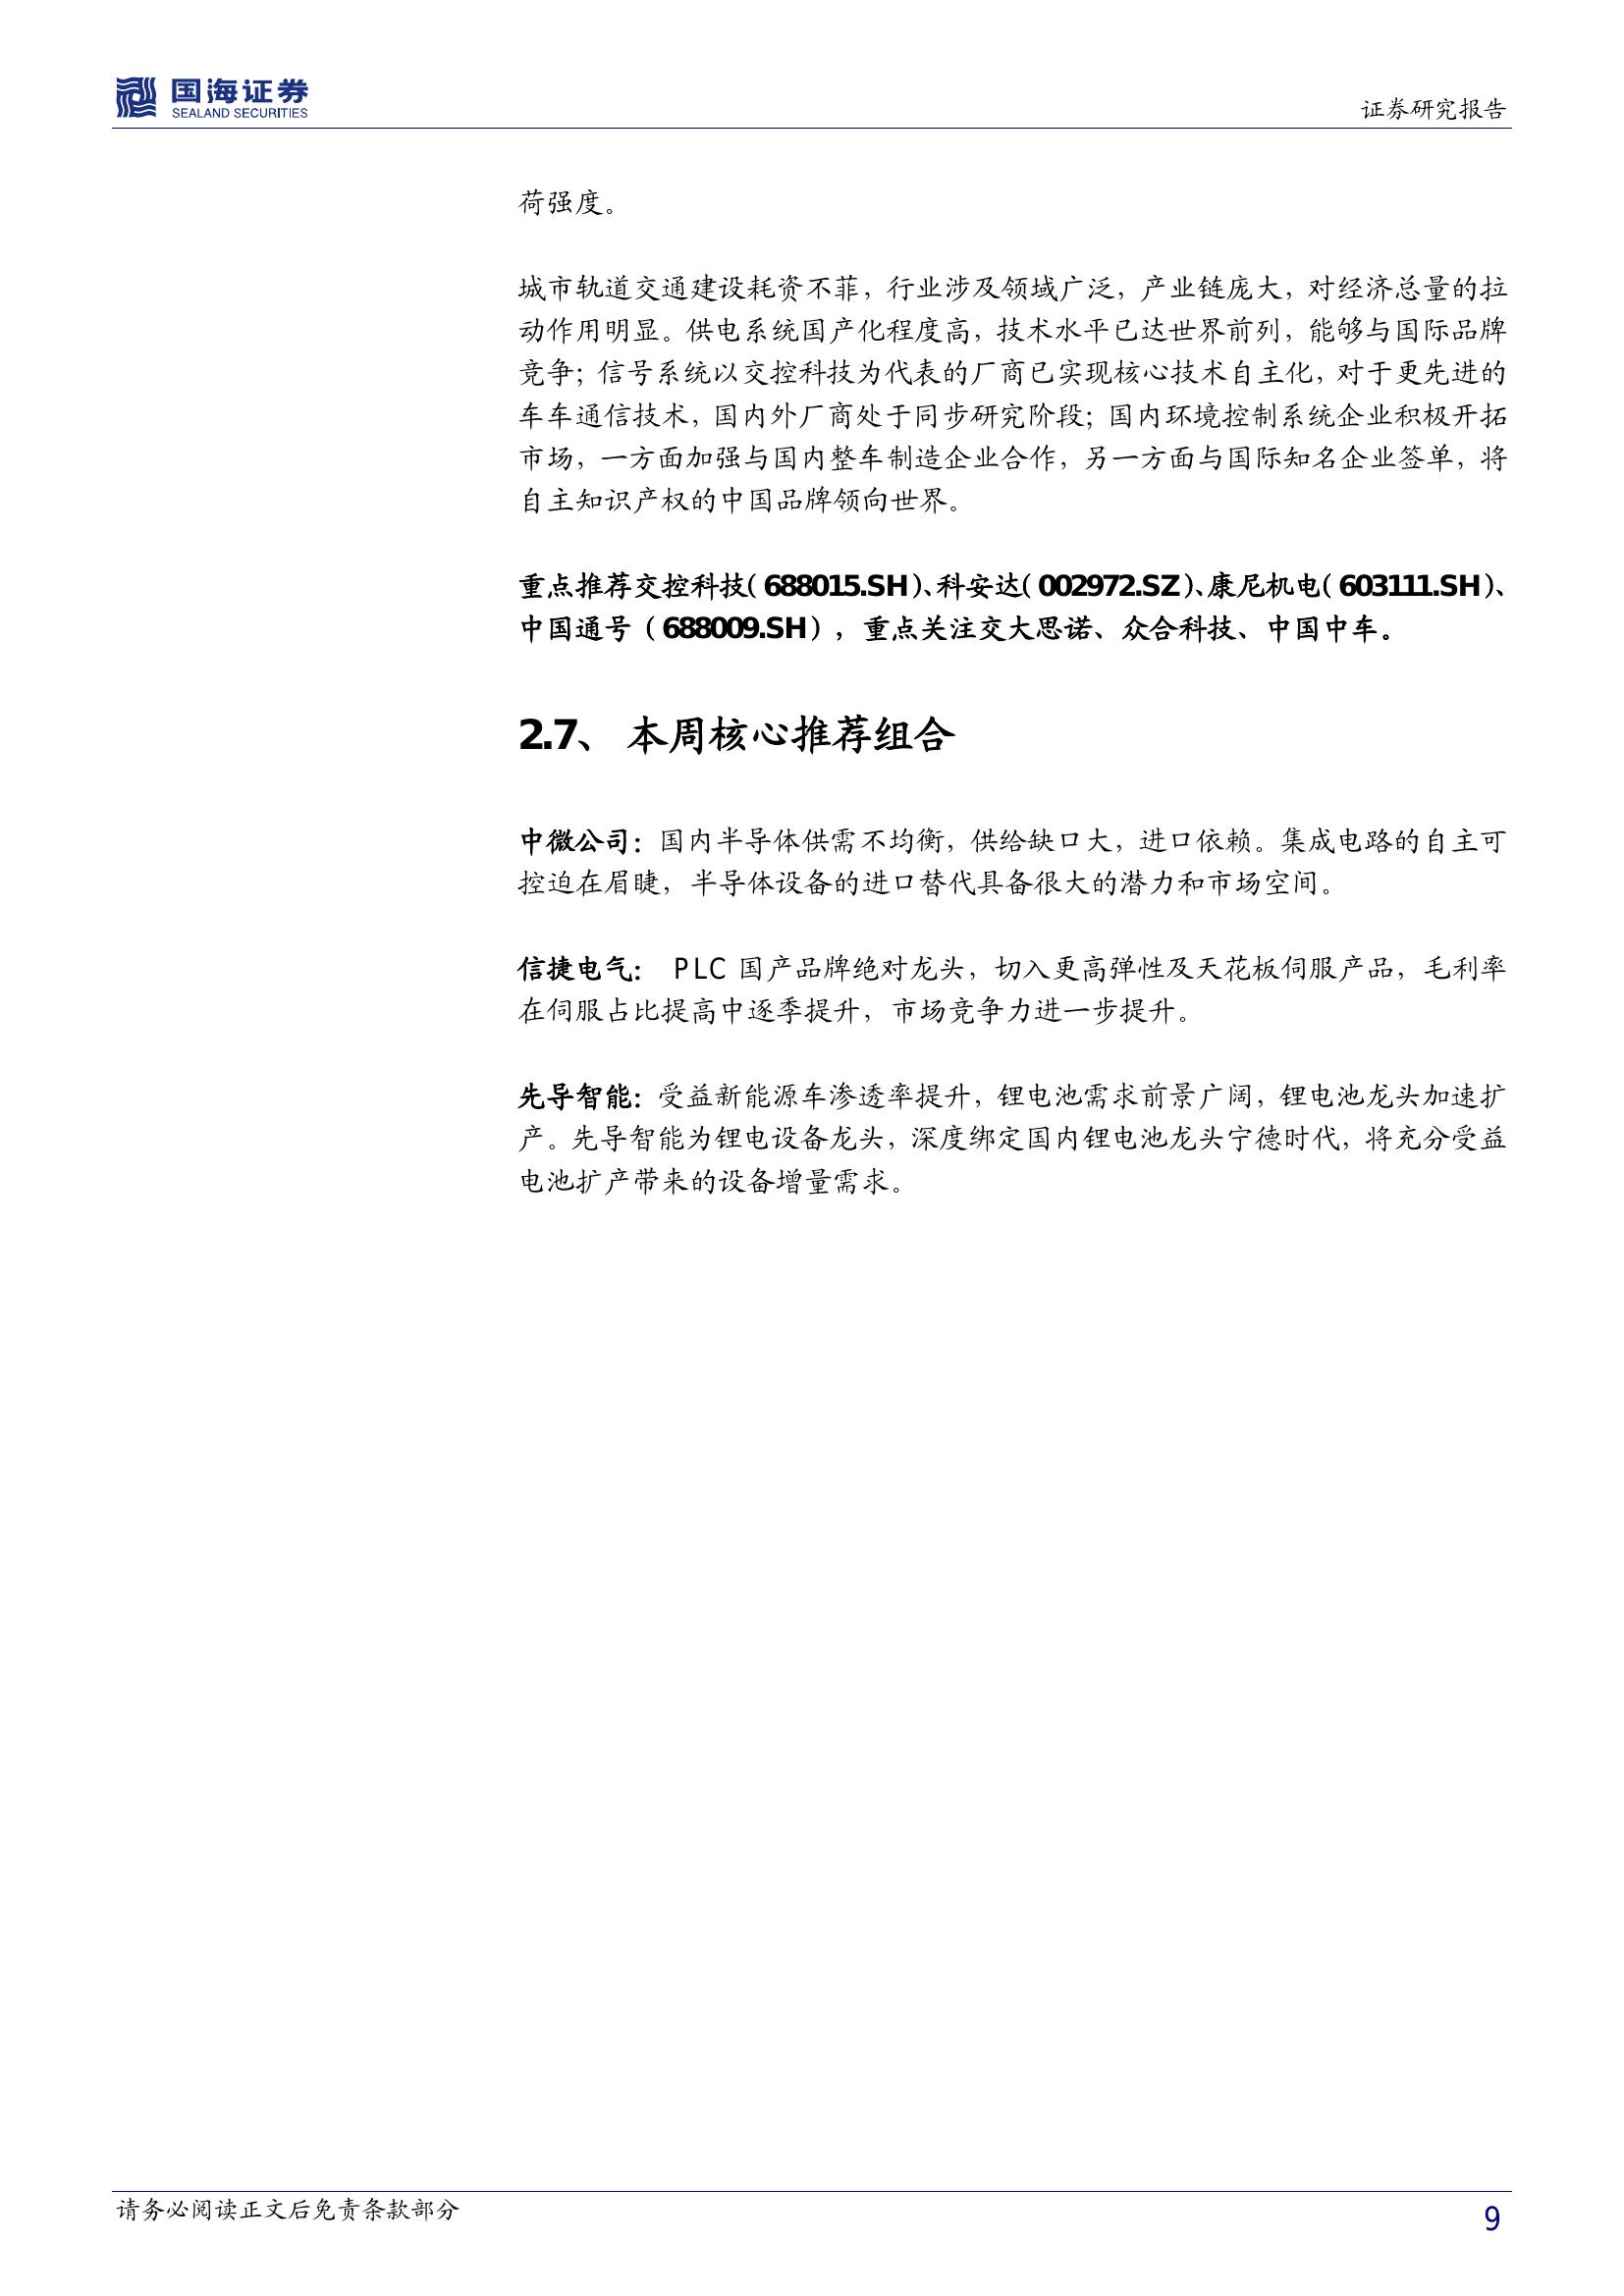 国海证券
SEALAND SECURITIES
证券研究报告
荷强度。
城市轨道交通建设耗资不菲，行业涉及领域广泛，产业链庞大，对经济总量的拉
动作用明显。供电系统国产化程度高，技术水平已达世界前列，能够与国际品牌
竞争；信号系统以交控科技为代表的厂商已实现核心技术自主化，对于更先进的
车车通信技术，国内外厂商处于同步研究阶段；国内环境控制系统企业积极开拓
市场，一方面加强与国内整车制造企业合作，另一方面与国际知名企业签单，将
自主知识产权的中国品牌领向世界。
重点推荐交控科技（688015.SH）、科安达（002972.SZ）、康尼机电（603111.SH）、
中国通号（688009.SH），重点关注交大思诺、众合科技、中国中车。
2.7、 本周核心推荐组合
中微公司：国内半导体供需不均衡，供给缺口大，进口依赖。集成电路的自主可
控迫在眉睫，半导体设备的进口替代具备很大的潜力和市场空间。
信捷电气： PLC 国产品牌绝对龙头，切入更高弹性及天花板伺服产品，毛利率
在伺服占比提高中逐季提升，市场竞争力进一步提升。
先导智能：受益新能源车渗透率提升，锂电池需求前景广阔，锂电池龙头加速扩
产。先导智能为锂电设备龙头，深度绑定国内锂电池龙头宁德时代，将充分受益
电池扩产带来的设备增量需求。
请务必阅读正文后免责条款部分
9